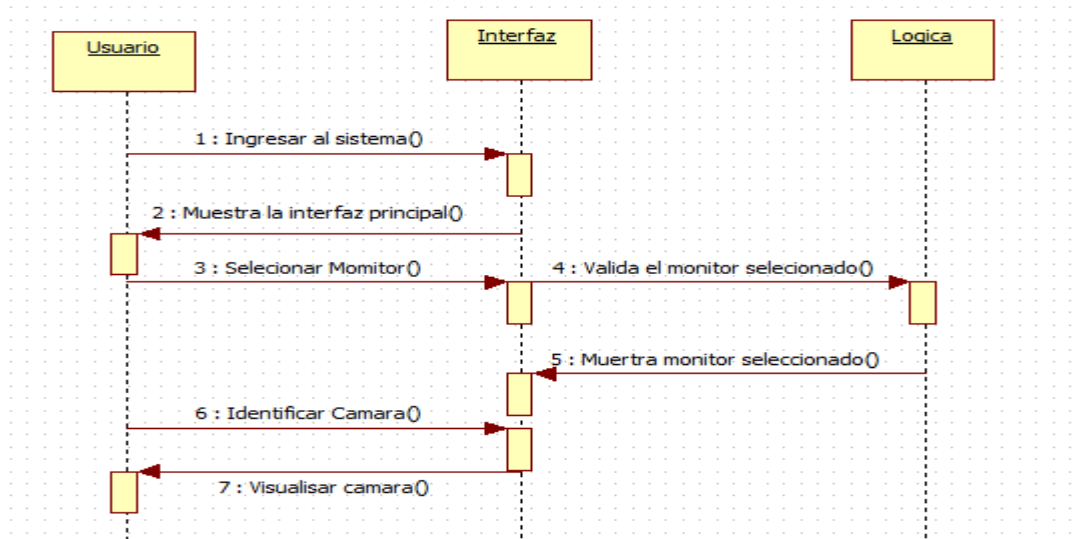 Usuario
Interfaz
Logica
1 : Ingresar al sistema()
2 : Muestra la interfaz principal()
3 : Selecionar Momitor()
4 : Valida el monitor selecionado()
5 : Muertra monitor seleccionado()
6 : Identificar Camara()
7 : Visualisar camara()